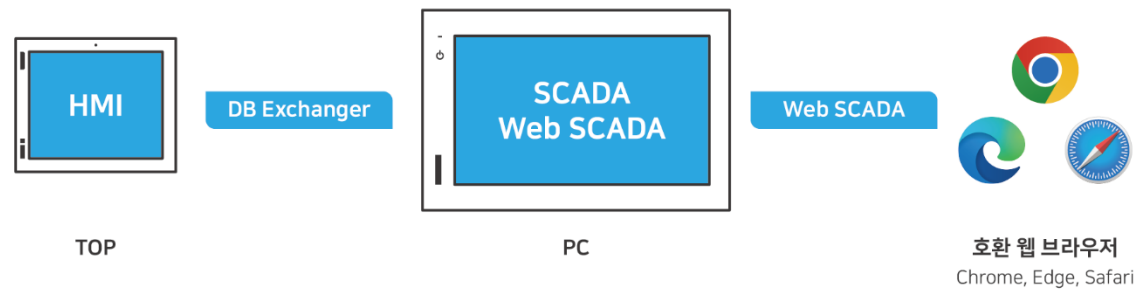 HMI
DB Exchanger
SCADA
Web SCADA
Web SCADA
TOP
PC
호환 웹 브라우저
Chrome, Edge, Safari